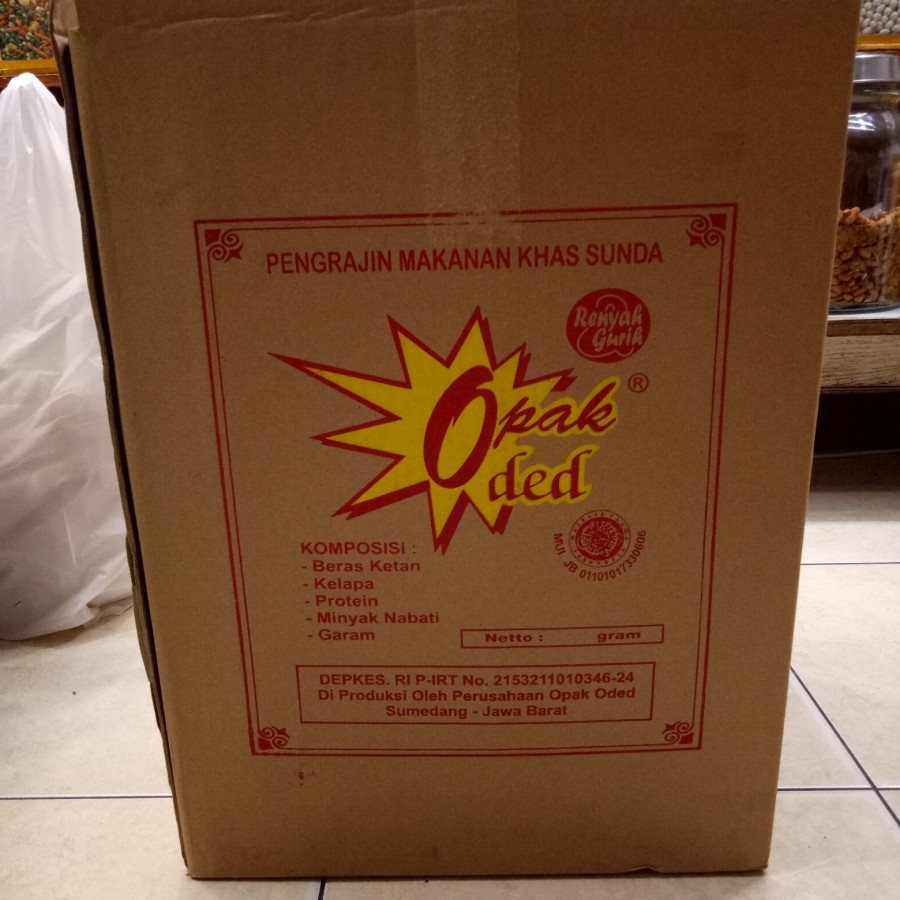 PENGRAJIN MAKANAN KHAS SUNDA
Renyah
Gurih
Opak ®
Oded
MUI. JB 01101017330606
KOMPOSISI :
- Beras Ketan
- Kelapa
- Protein
- Minyak Nabati
- Garam
Netto : gram
DEPKES. RI P-IRT No. 2153211010346-24
Di Produksi Oleh Perusahaan Opak Oded
Sumedang - Jawa Barat